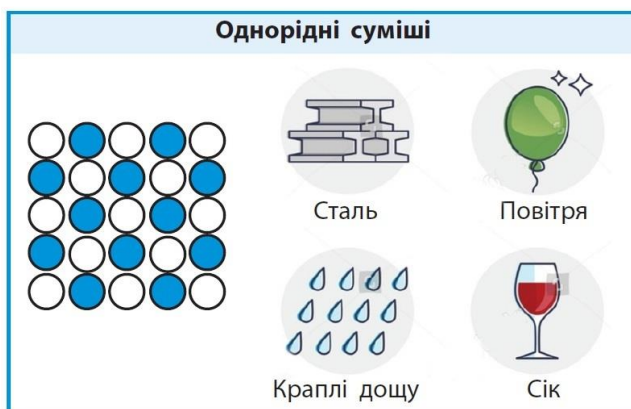 Однорідні суміші
Сталь
Повітря
Краплі дощу
Сік